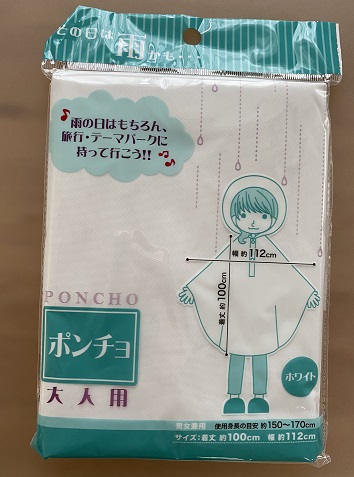 この日は雨かも…
雨の日はもちろん、
旅行・テーマパークに
持って行こう!!
幅 約112cm
着丈 約100cm
PONCHO
ポンチョ
大人用
ホワイト
男女兼用 使用身長の目安 約150〜170cm
サイズ:着丈 約100cm 幅 約112cm